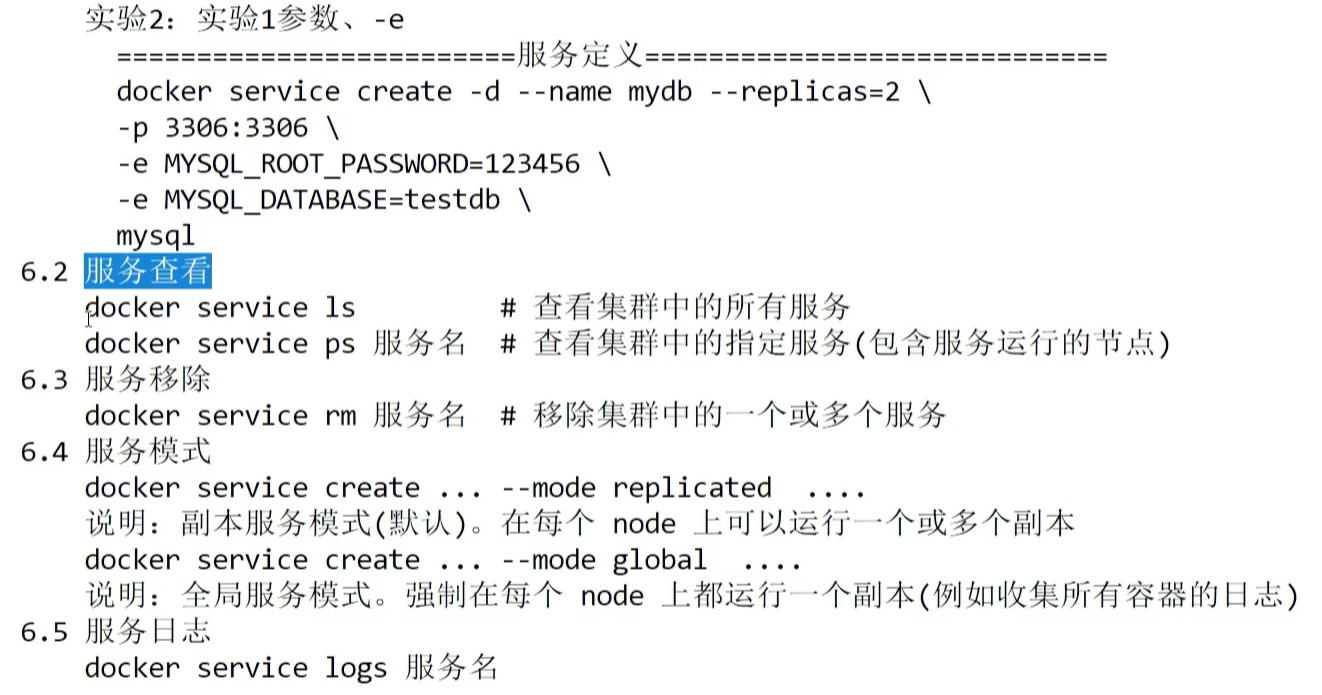 实验2：实验1参数、-e
=========================服务定义=============================
docker service create -d --name mydb --replicas=2 \
-p 3306:3306 \
-e MYSQL_ROOT_PASSWORD=123456 \
-e MYSQL_DATABASE=testdb \
mysql
6.2 服务查看
docker service ls # 查看集群中的所有服务
docker service ps 服务名 # 查看集群中的指定服务(包含服务运行的节点)
6.3 服务移除
docker service rm 服务名 # 移除集群中的一个或多个服务
6.4 服务模式
docker service create ... --mode replicated ....
说明：副本服务模式(默认)。在每个 node 上可以运行一个或多个副本
docker service create ... --mode global ....
说明：全局服务模式。强制在每个 node 上都运行一个副本(例如收集所有容器的日志)
6.5 服务日志
docker service logs 服务名